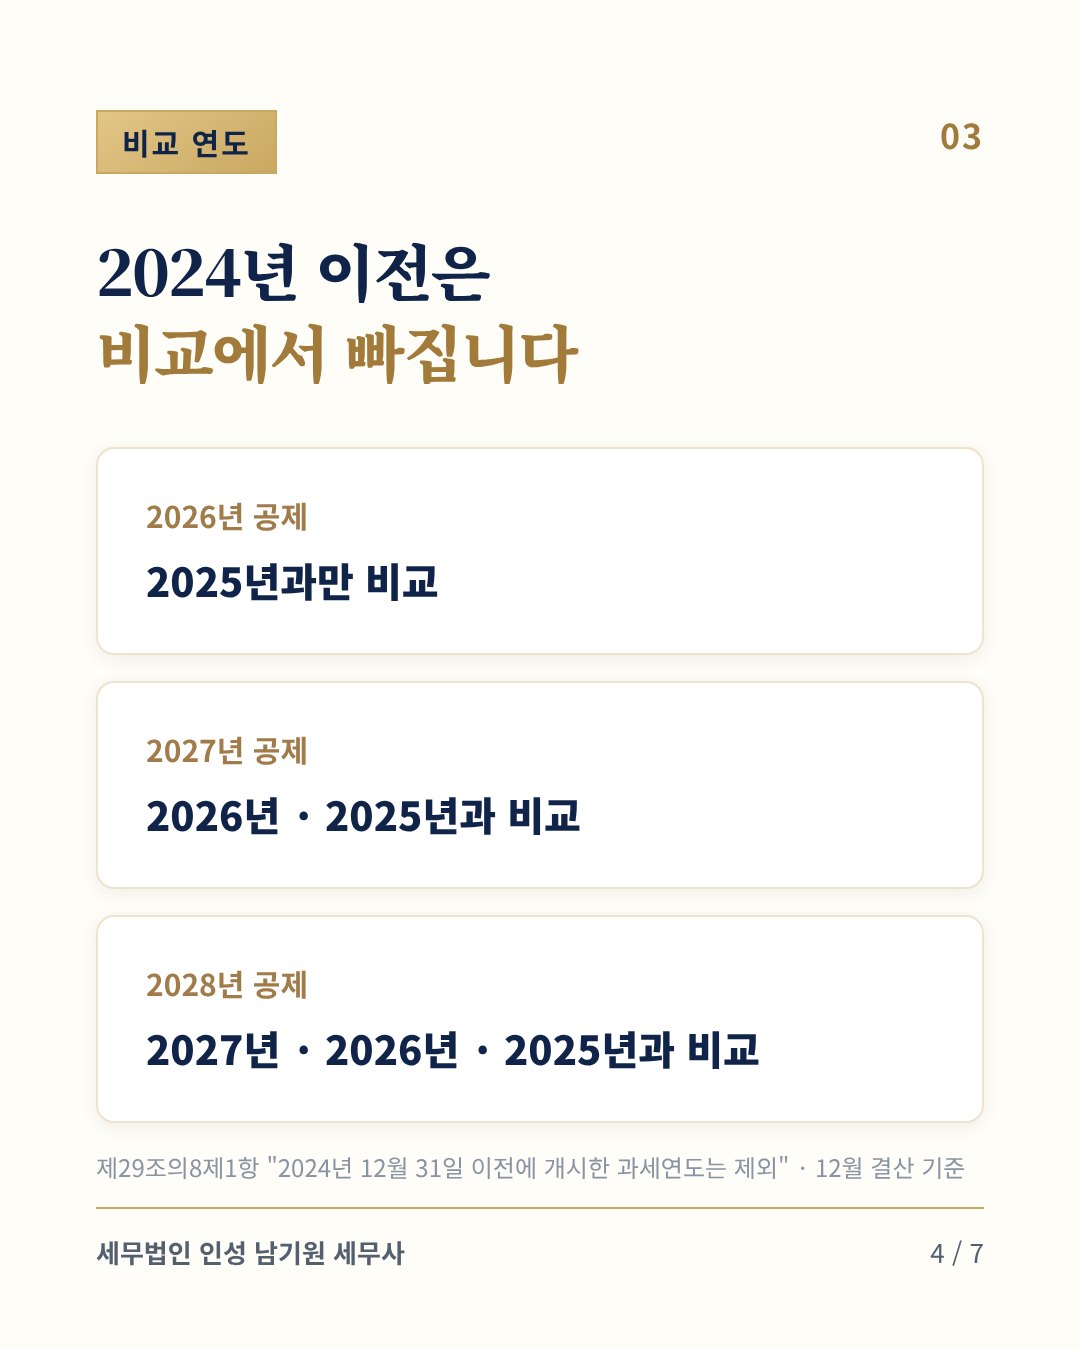 비교 연도
03
2024년 이전은
비교에서 빠집니다
2026년 공제
2025년과만 비교
2027년 공제
2026년 · 2025년과 비교
2028년 공제
2027년 · 2026년 · 2025년과 비교
제29조의8제1항 "2024년 12월 31일 이전에 개시한 과세연도는 제외" · 12월 결산 기준
세무법인 인성 남기원 세무사
4 / 7